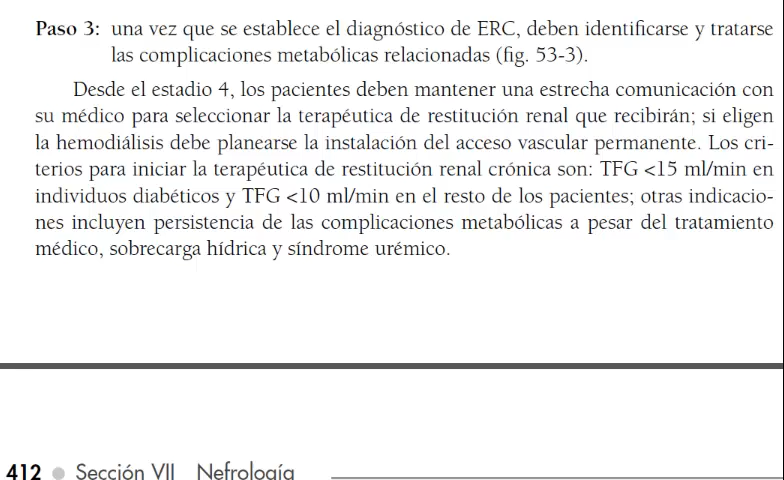 Paso 3: una vez que se establece el diagnóstico de ERC, deben identificarse y tratarse
las complicaciones metabólicas relacionadas (fig. 53-3).
Desde el estadio 4, los pacientes deben mantener una estrecha comunicación con
su médico para seleccionar la terapéutica de restitución renal que recibirán; si eligen
la hemodiálisis debe planearse la instalación del acceso vascular permanente. Los cri-
terios para iniciar la terapéutica de restitución renal crónica son: TFG <15 ml/min en
individuos diabéticos y TFG <10 ml/min en el resto de los pacientes; otras indicacio-
nes incluyen persistencia de las complicaciones metabólicas a pesar del tratamiento
médico, sobrecarga hídrica y síndrome urémico.
412 ● Sección VII Nefrología